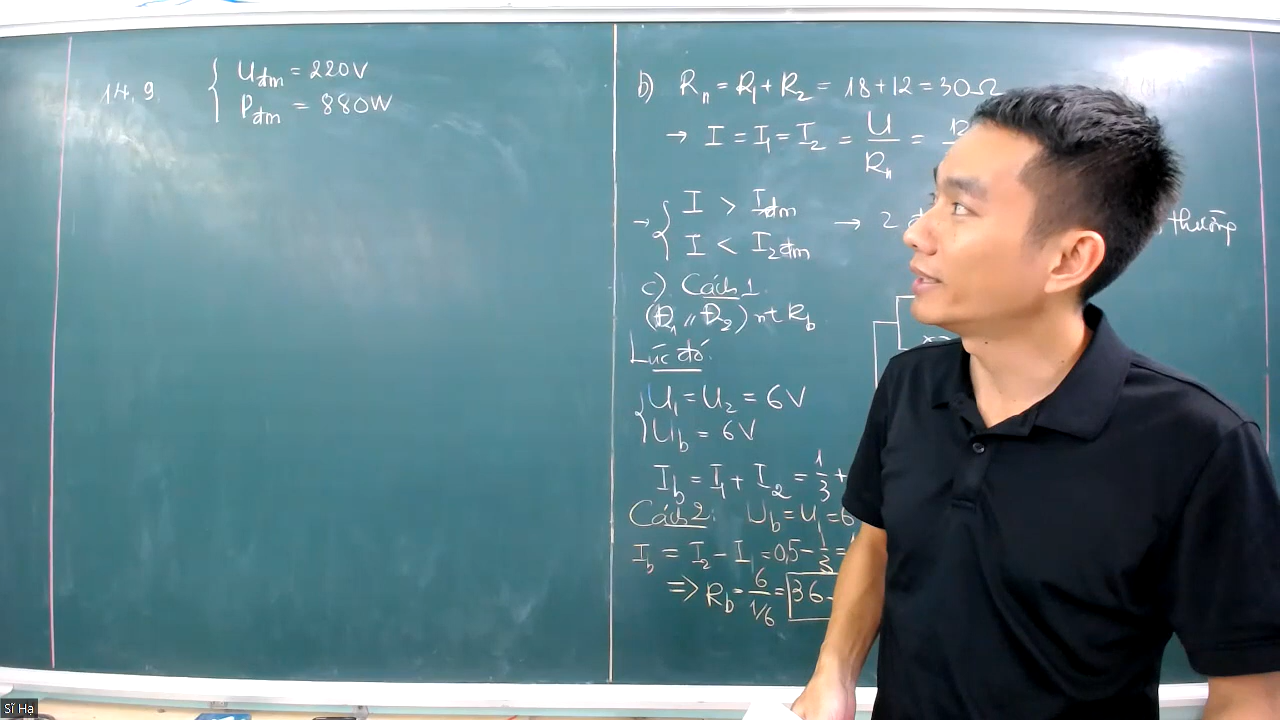 14.9
Uđm = 220V
Pđm = 880W
b) Rn = R1 + R2 = 18 + 12 = 30Ω
→ I = I1 = I2 = U/Rn = 12
→ { I > I1đm
I < I2đm → 2 thường
c) Cách 1
(Đ1 // Đ2) nt Rb
Lúc đó:
U1 = U2 = 6V
Ub = 6V
Ib = I1 + I2 = 1/3 +
Cách 2: Ub = U1 = 6
Ib = I2 - I1 = 0,5 - 1/3 =
=> Rb = 6/1/6 = 36
Sĩ Ha